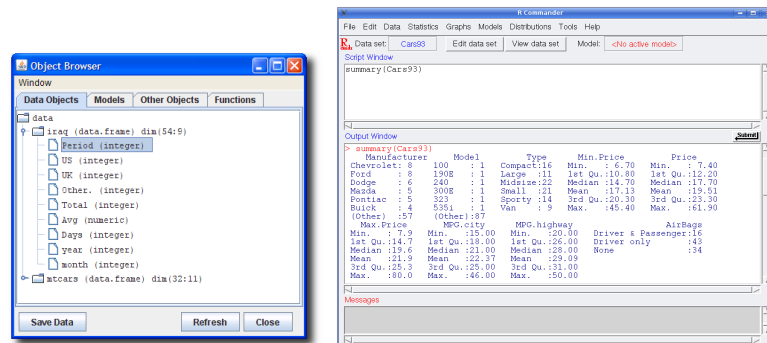 Object Browser
Window
Data Objects Models Other Objects Functions
data
iraq (data.frame) dim(54:9)
Period (integer)
US (integer)
UK (integer)
Other. (integer)
Total (integer)
Avg (numeric)
Days (integer)
year (integer)
month (integer)
mtcars (data.frame) dim(32:11)
Save Data Refresh Close
R Commander
File Edit Data Statistics Graphs Models Distributions Tools Help
R Data set: Cars93 Edit data set View data set Model: <No active model>
Script Window
summary(Cars93)
Output Window Submit
> summary(Cars93)
Manufacturer Model Type Min.Price Price
Chevrolet: 8 100 : 1 Compact:16 Min. : 6.70 Min. : 7.40
Ford : 8 190E : 1 Large :11 1st Qu.:10.80 1st Qu.:12.20
Dodge : 6 240 : 1 Midsize:22 Median :14.70 Median :17.70
Mazda : 5 300E : 1 Small :21 Mean :17.13 Mean :19.51
Pontiac : 5 323 : 1 Sporty :14 3rd Qu.:20.30 3rd Qu.:23.30
Buick : 4 535i : 1 Van : 9 Max. :45.40 Max. :61.90
(Other) :57 (Other):87
Max.Price MPG.city MPG.highway AirBags
Min. : 7.9 Min. :15.00 Min. :20.00 Driver & Passenger:16
1st Qu.:14.7 1st Qu.:18.00 1st Qu.:26.00 Driver only :43
Median :19.6 Median :21.00 Median :28.00 None :34
Mean :21.9 Mean :22.37 Mean :29.09
3rd Qu.:25.3 3rd Qu.:25.00 3rd Qu.:31.00
Max. :80.0 Max. :46.00 Max. :50.00
Messages